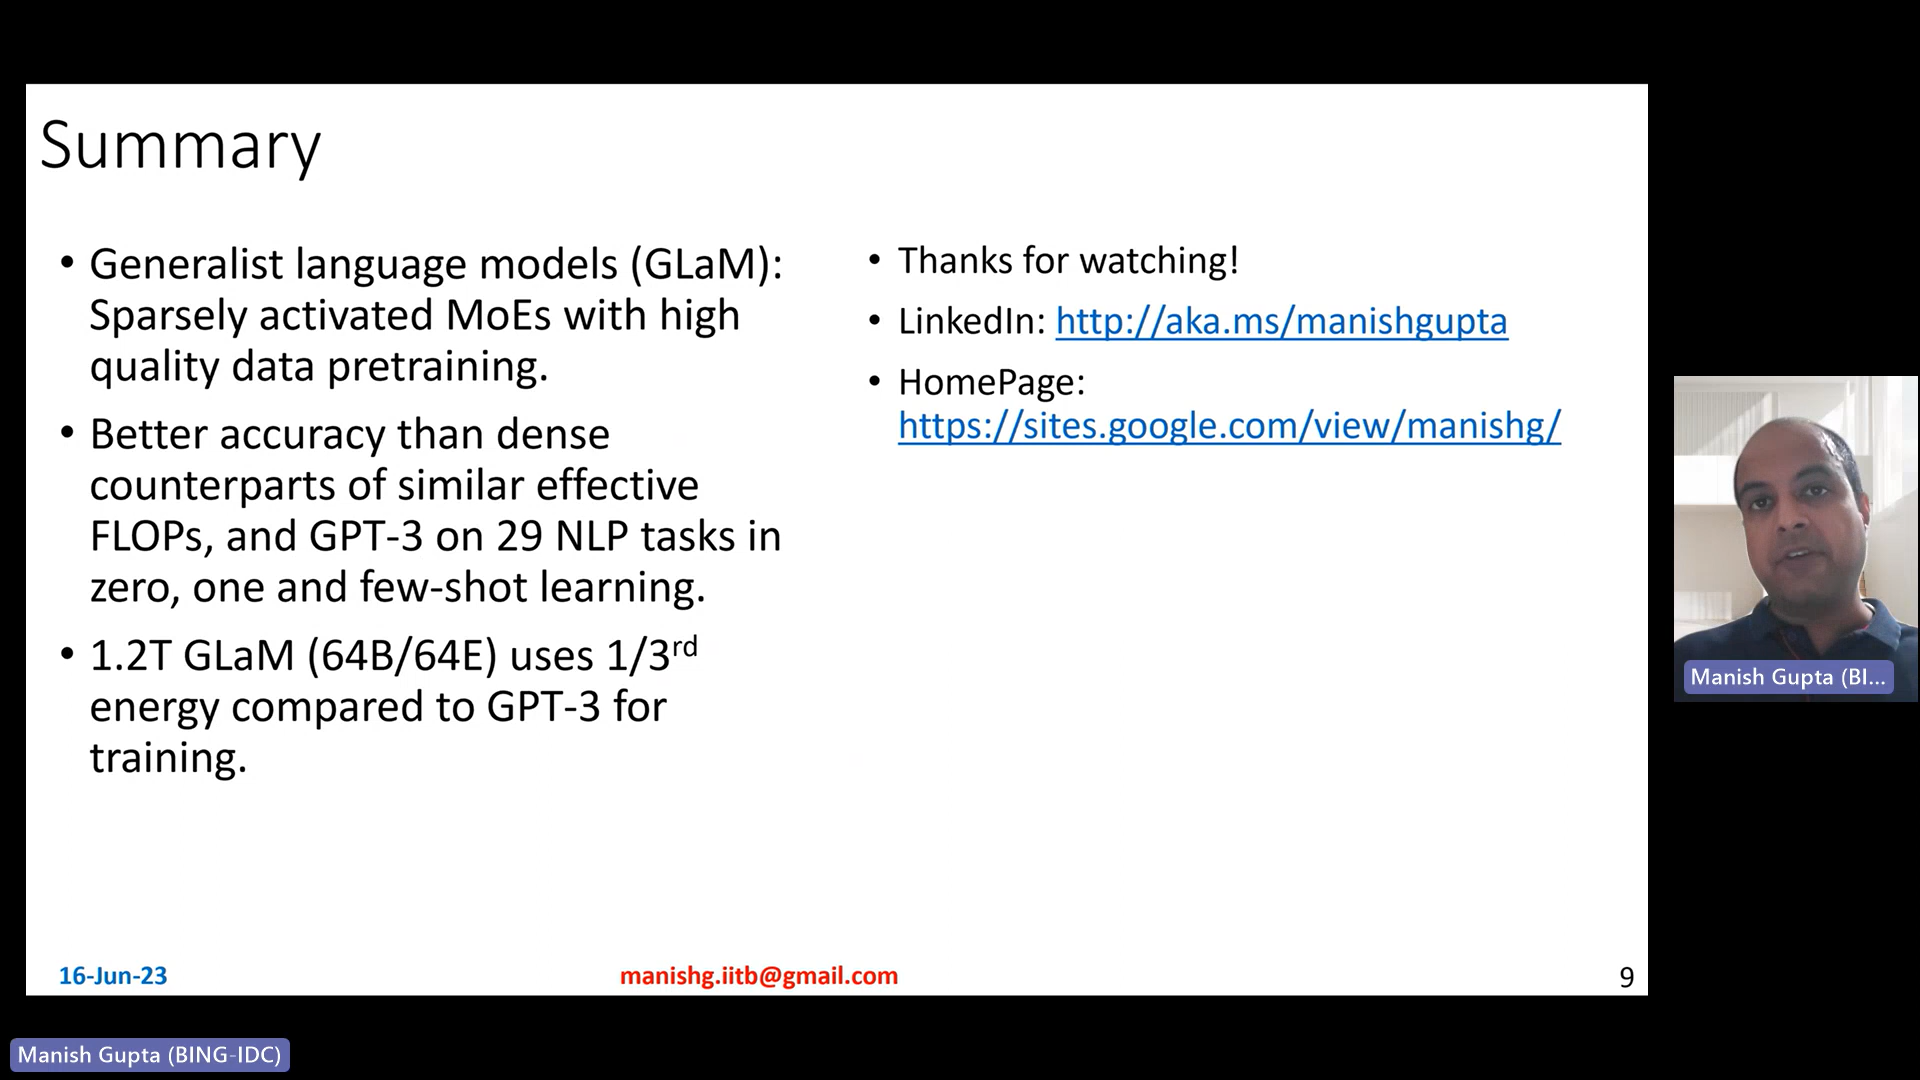 Summary
• Generalist language models (GLaM):
Sparsely activated MoEs with high
quality data pretraining.
• Better accuracy than dense
counterparts of similar effective
FLOPs, and GPT-3 on 29 NLP tasks in
zero, one and few-shot learning.
• 1.2T GLaM (64B/64E) uses 1/3rd
energy compared to GPT-3 for
training.
• Thanks for watching!
• LinkedIn: http://aka.ms/manishgupta
• HomePage:
https://sites.google.com/view/manishg/
Manish Gupta (BI...
16-Jun-23
manishg.iitb@gmail.com
9
Manish Gupta (BING-IDC)